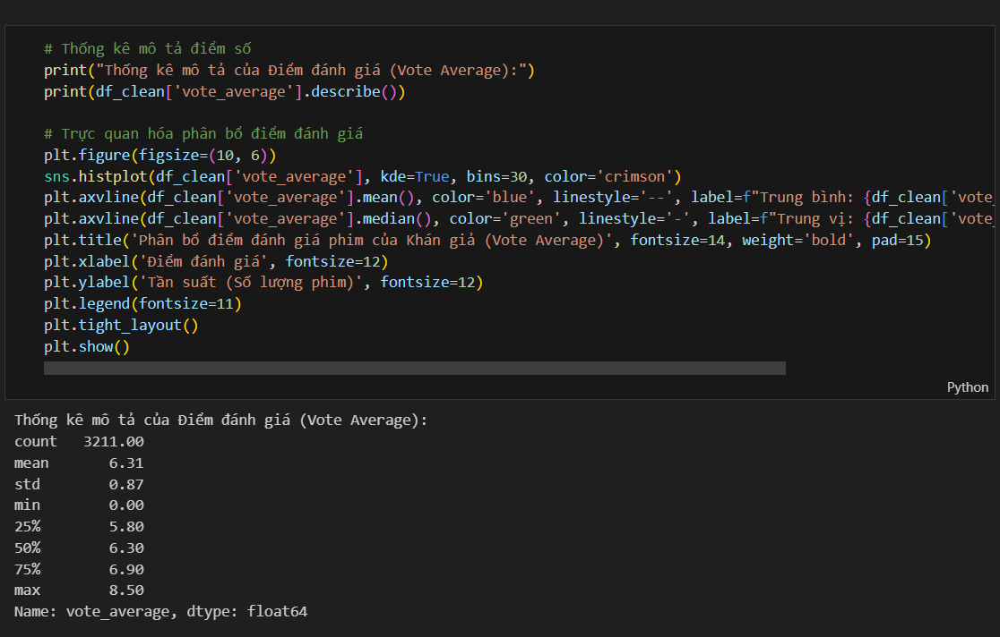 # Thống kê mô tả điểm số
print("Thống kê mô tả của Điểm đánh giá (Vote Average):")
print(df_clean['vote_average'].describe())
# Trực quan hóa phân bổ điểm đánh giá
plt.figure(figsize=(10, 6))
sns.histplot(df_clean['vote_average'], kde=True, bins=30, color='crimson')
plt.axvline(df_clean['vote_average'].mean(), color='blue', linestyle='--', label=f"Trung bình: {df_clean['vote_
plt.axvline(df_clean['vote_average'].median(), color='green', linestyle='-', label=f"Trung vị: {df_clean['vote_
plt.title('Phân bổ điểm đánh giá phim của Khán giả (Vote Average)', fontsize=14, weight='bold', pad=15)
plt.xlabel('Điểm đánh giá', fontsize=12)
plt.ylabel('Tần suất (Số lượng phim)', fontsize=12)
plt.legend(fontsize=11)
plt.tight_layout()
plt.show()
Python
Thống kê mô tả của Điểm đánh giá (Vote Average):
count 3211.00
mean 6.31
std 0.87
min 0.00
25% 5.80
50% 6.30
75% 6.90
max 8.50
Name: vote_average, dtype: float64